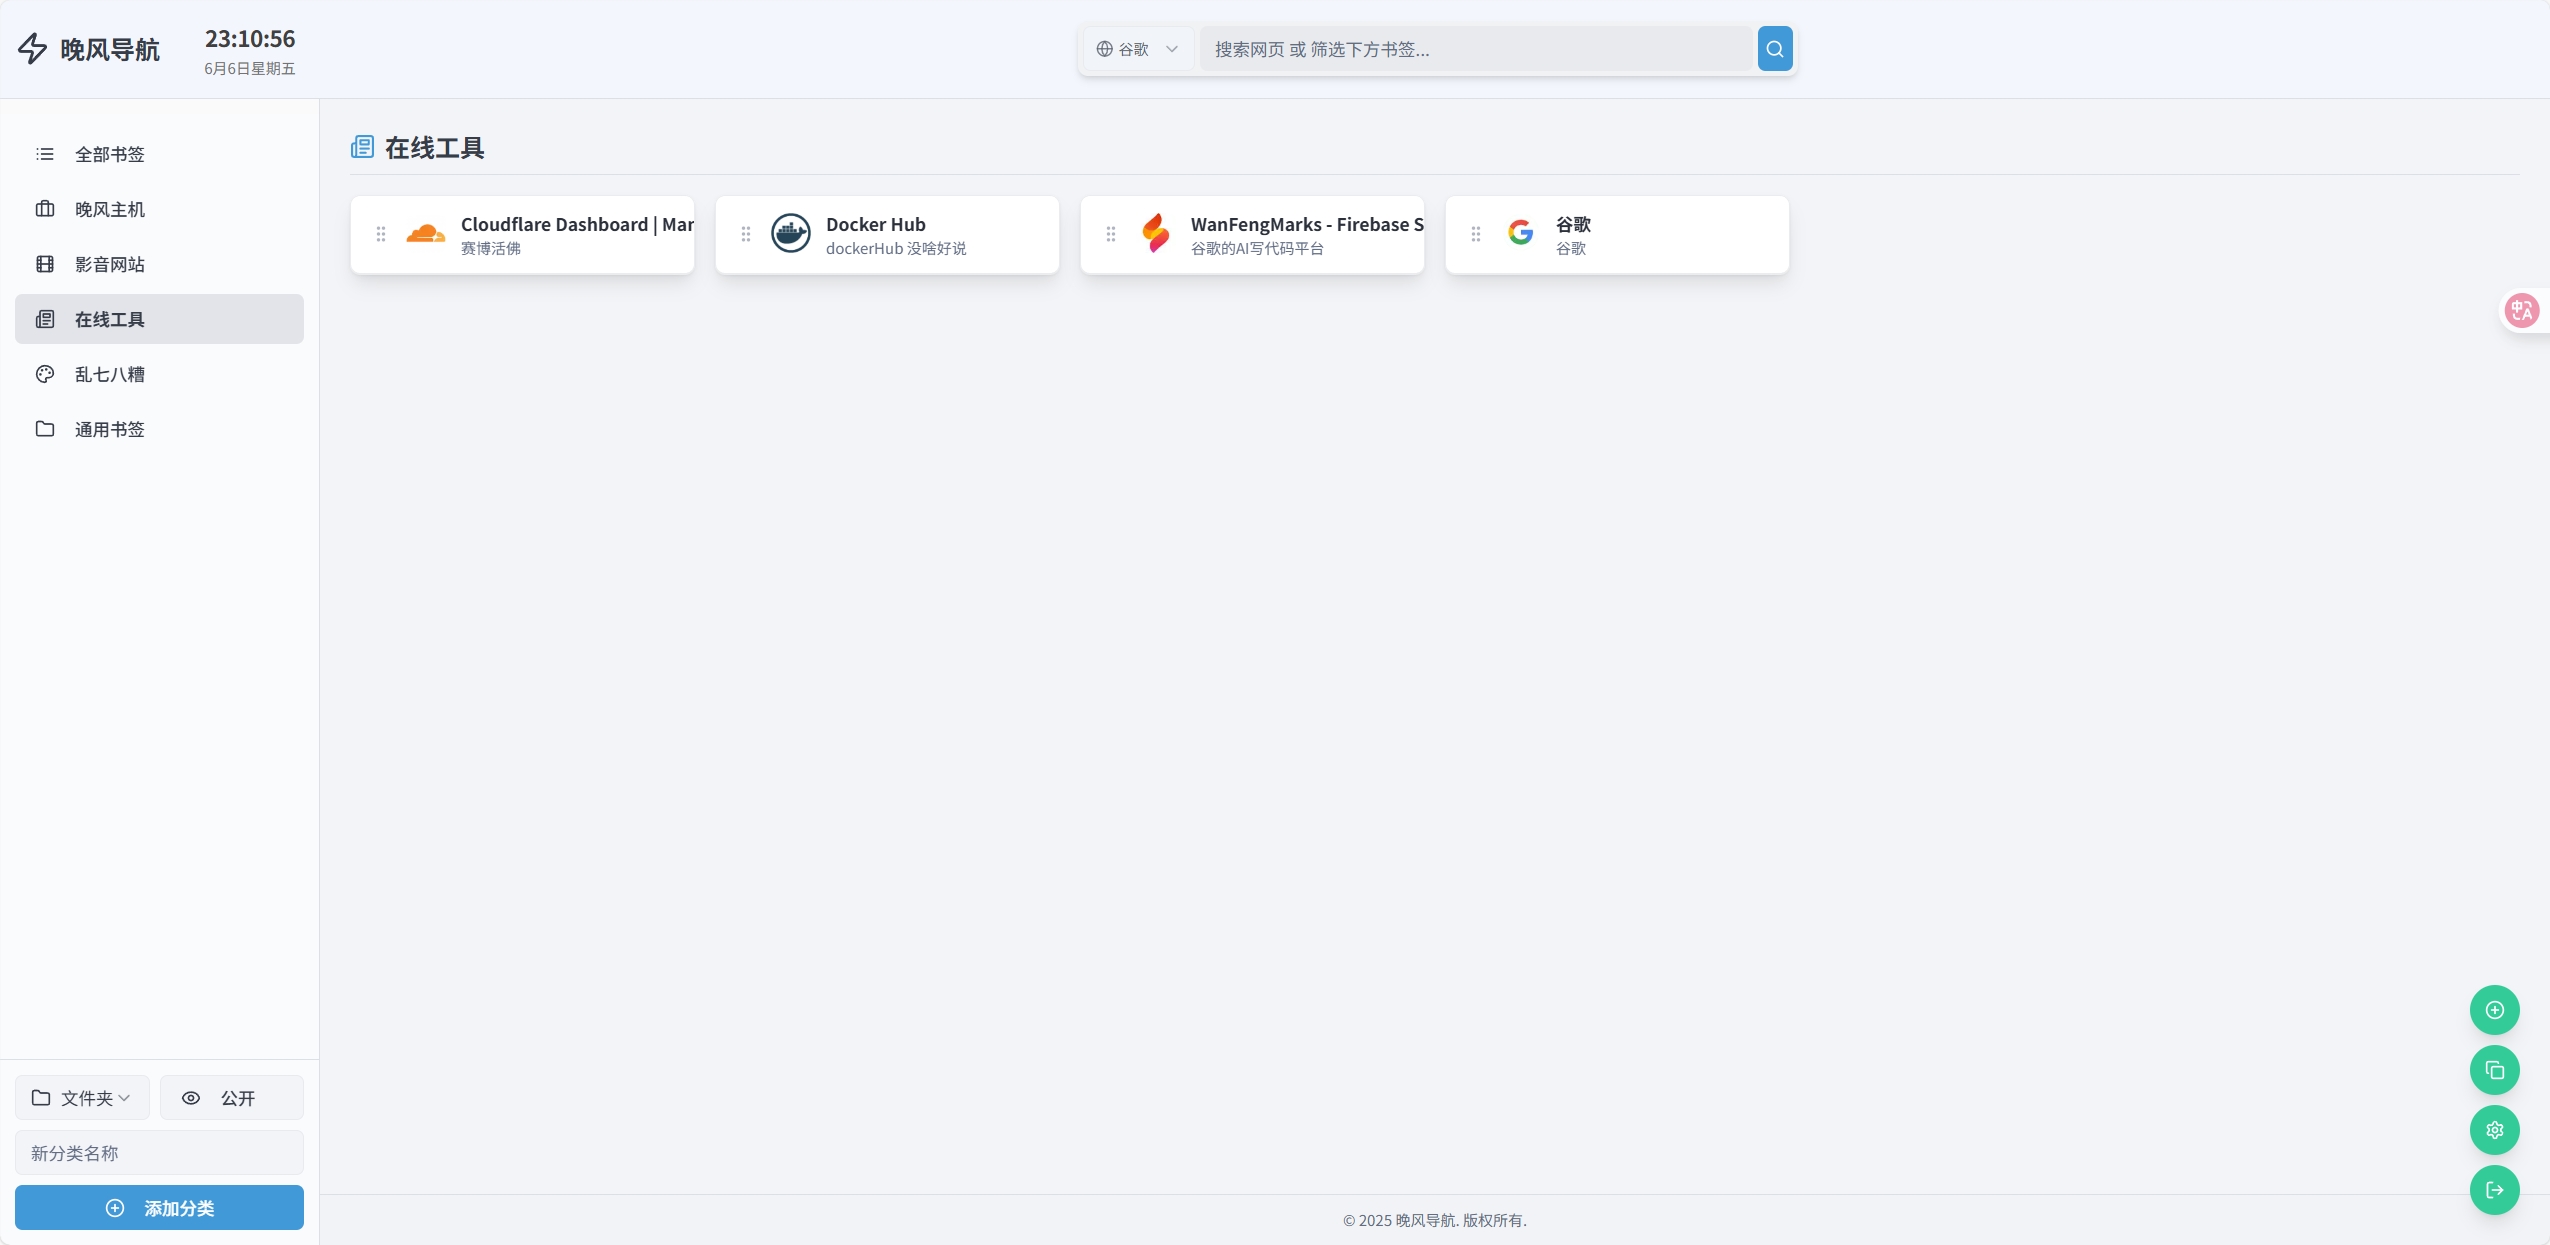 晚风导航
23:10:56
6月6日星期五
谷歌
搜索网页 或 筛选下方书签...
全部书签
晚风主机
影音网站
在线工具
乱七八糟
通用书签
在线工具
Cloudflare Dashboard | Mar
赛博活佛
Docker Hub
dockerHub 没啥好说
WanFengMarks - Firebase S
谷歌的AI写代码平台
谷歌
谷歌
文件夹
公开
新分类名称
添加分类
© 2025 晚风导航. 版权所有.